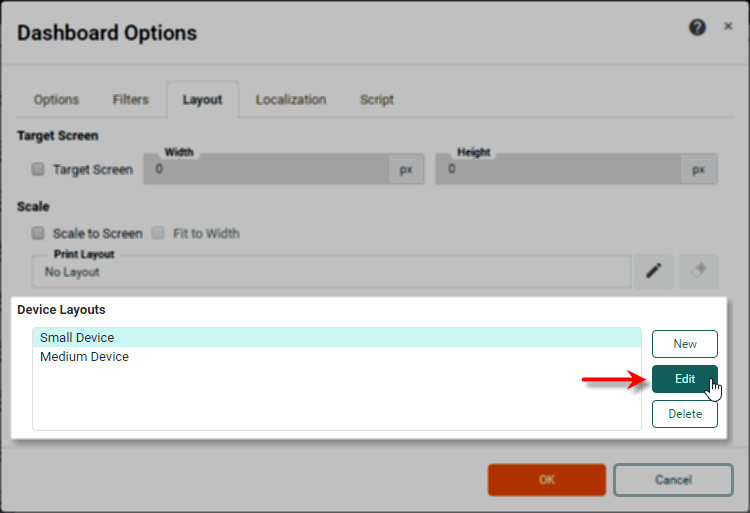 Dashboard Options
Options Filters Layout Localization Script
Target Screen
Width Height
Target Screen 0 px 0 px
Scale
Scale to Screen Fit to Width
Print Layout
No Layout
Device Layouts
Small Device
New
Medium Device
Edit
Delete
OK Cancel